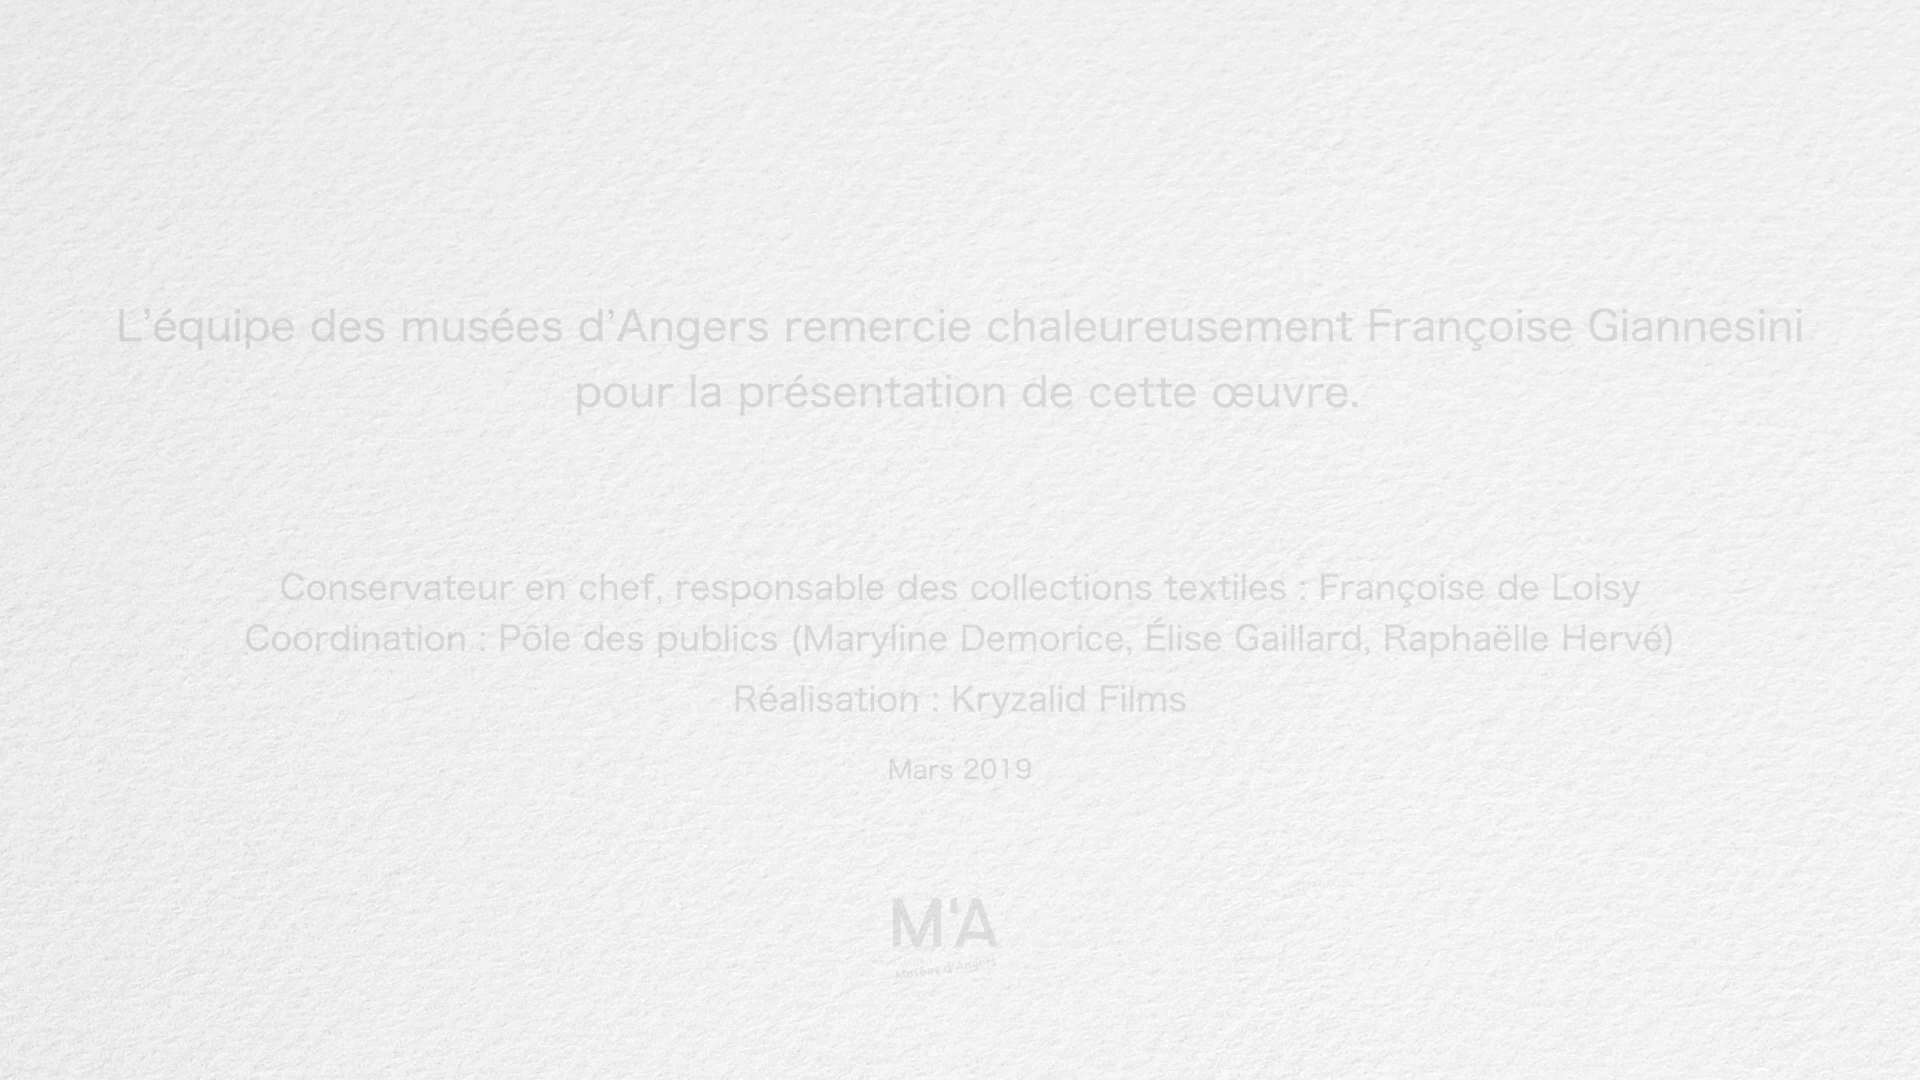 L’équipe des musées d’Angers remercie chaleureusement Françoise Giannesini
pour la présentation de cette œuvre.
Conservateur en chef, responsable des collections textiles : Françoise de Loisy
Coordination : Pôle des publics (Maryline Demorice, Élise Gaillard, Raphaëlle Hervé)
Réalisation : Kryzalid Films
Mars 2019
M‘A
Musées d'Angers